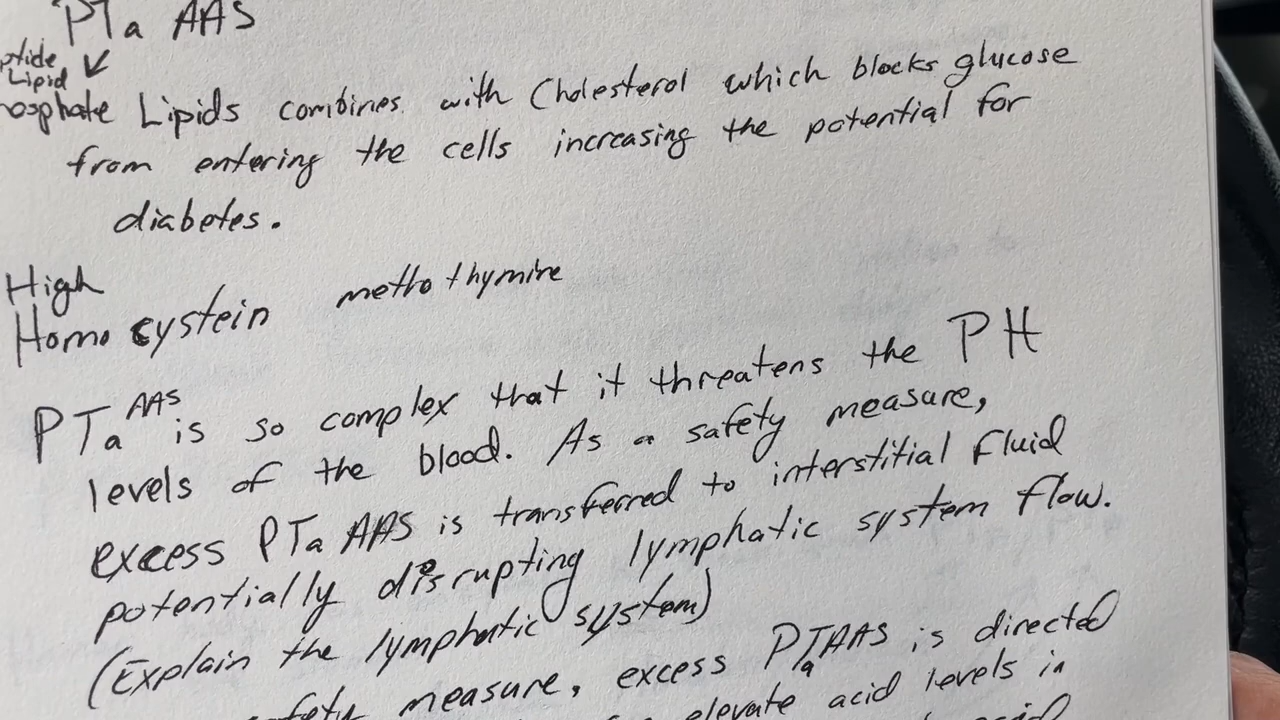 PTa AAS
Lipid
Lipids combines with Cholesterol which blocks glucose
from entering the cells increasing the potential for
diabetes.
High
Homo cystein metho thymine
PTa AAS is so complex that it threatens the PH
levels of the blood. As a safety measure,
excess PTa AAS is transferred to interstitial fluid
potentially disrupting lymphatic system flow.
(Explain the lymphatic system)
measure, excess PTaAAS is directed
elevate acid levels in